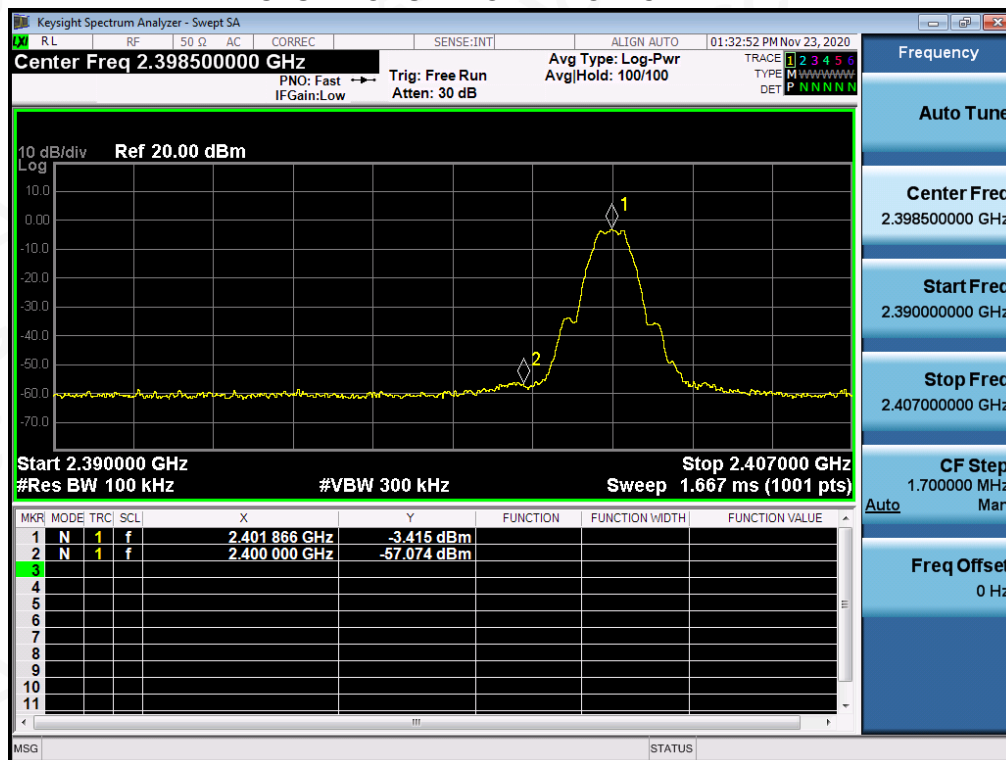 Keysight Spectrum Analyzer - Swept SA
LXI RL RF 50 Ω AC CORREC SENSE:INT ALIGN AUTO 01:32:52 PM Nov 23, 2020
Center Freq 2.398500000 GHz
PNO: Fast
IFGain:Low
Trig: Free Run
Atten: 30 dB
Avg Type: Log-Pwr
Avg|Hold: 100/100
TRACE 1 2 3 4 5 6
TYPE M WWWWW
DET P N N N N N
10 dB/div Ref 20.00 dBm
Log
10.0
0.00
-10.0
-20.0
-30.0
-40.0
-50.0
-60.0
-70.0
1
2
Start 2.390000 GHz Stop 2.407000 GHz
#Res BW 100 kHz #VBW 300 kHz Sweep 1.667 ms (1001 pts)
MKR MODE TRC SCL X Y FUNCTION FUNCTION WIDTH FUNCTION VALUE
1 N 1 f 2.401 866 GHz -3.415 dBm
2 N 1 f 2.400 000 GHz -57.074 dBm
3
4
5
6
7
8
9
10
11
MSG STATUS
Frequency
Auto Tune
Center Freq
2.398500000 GHz
Start Freq
2.390000000 GHz
Stop Freq
2.407000000 GHz
CF Step
1.700000 MHz
Auto Man
Freq Offset
0 Hz